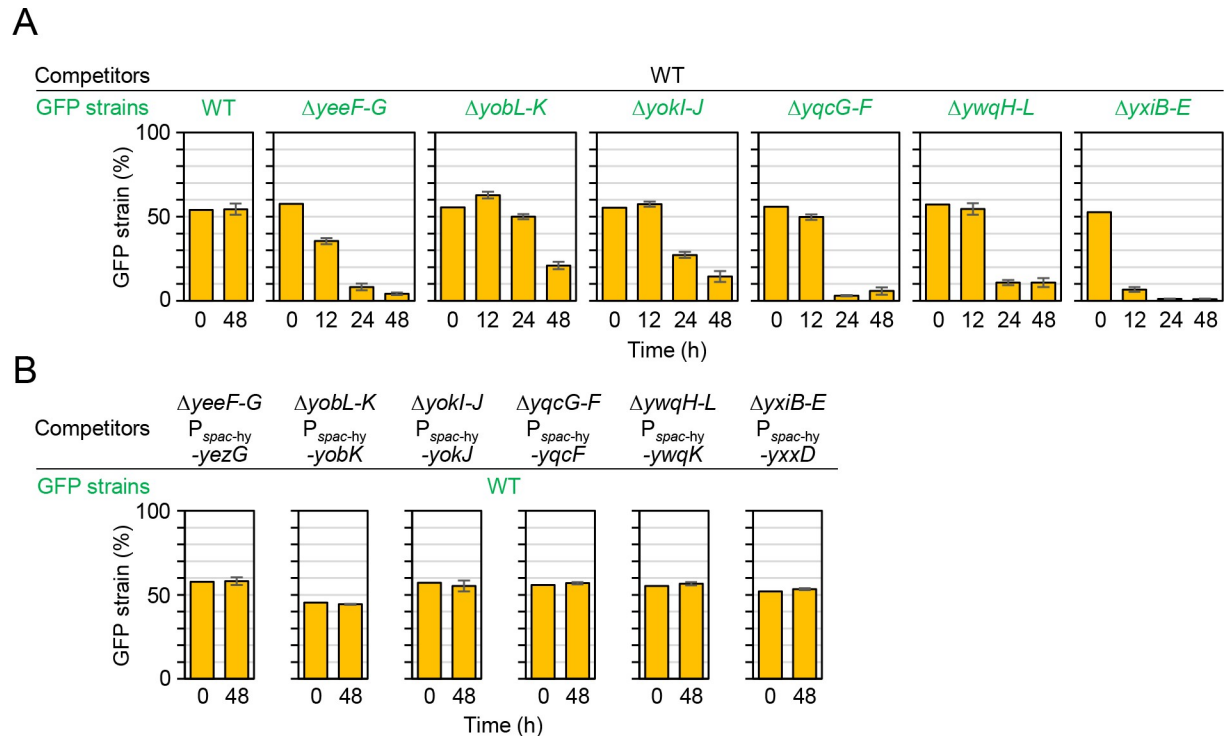 A
Competitors WT
GFP strains WT ΔyeeF-G ΔyobL-K ΔyokI-J ΔyqcG-F ΔywqH-L ΔyxiB-E
GFP strain (%)
100
50
0
0 48 0 12 24 48 0 12 24 48 0 12 24 48 0 12 24 48 0 12 24 48 0 12 24 48
Time (h)
B
Competitors
ΔyeeF-G ΔyobL-K ΔyokI-J ΔyqcG-F ΔywqH-L ΔyxiB-E
Pspac-hy Pspac-hy Pspac-hy Pspac-hy Pspac-hy Pspac-hy
-yezG -yobK -yokJ -yqcF -ywqK -yxxD
GFP strains WT
GFP strain (%)
100
50
0
0 48 0 48 0 48 0 48 0 48 0 48
Time (h)